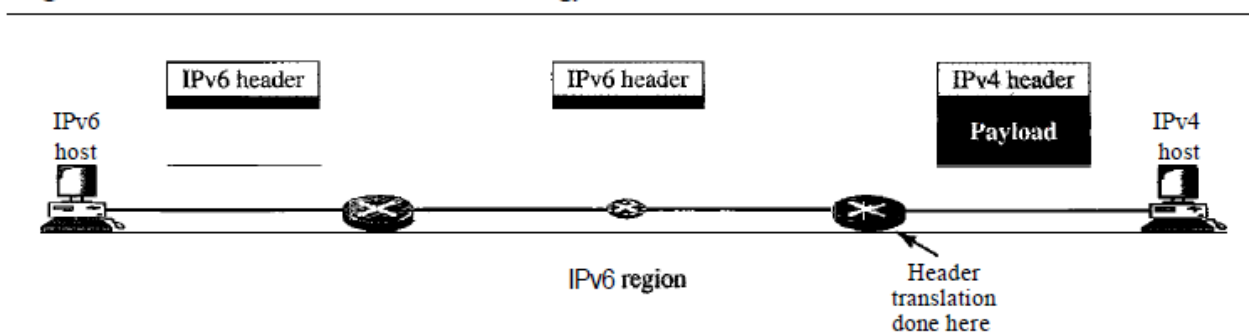 IPv6 header
IPv6 header
IPv4 header
Payload
IPv6
host
IPv4
host
IPv6 region
Header
translation
done here